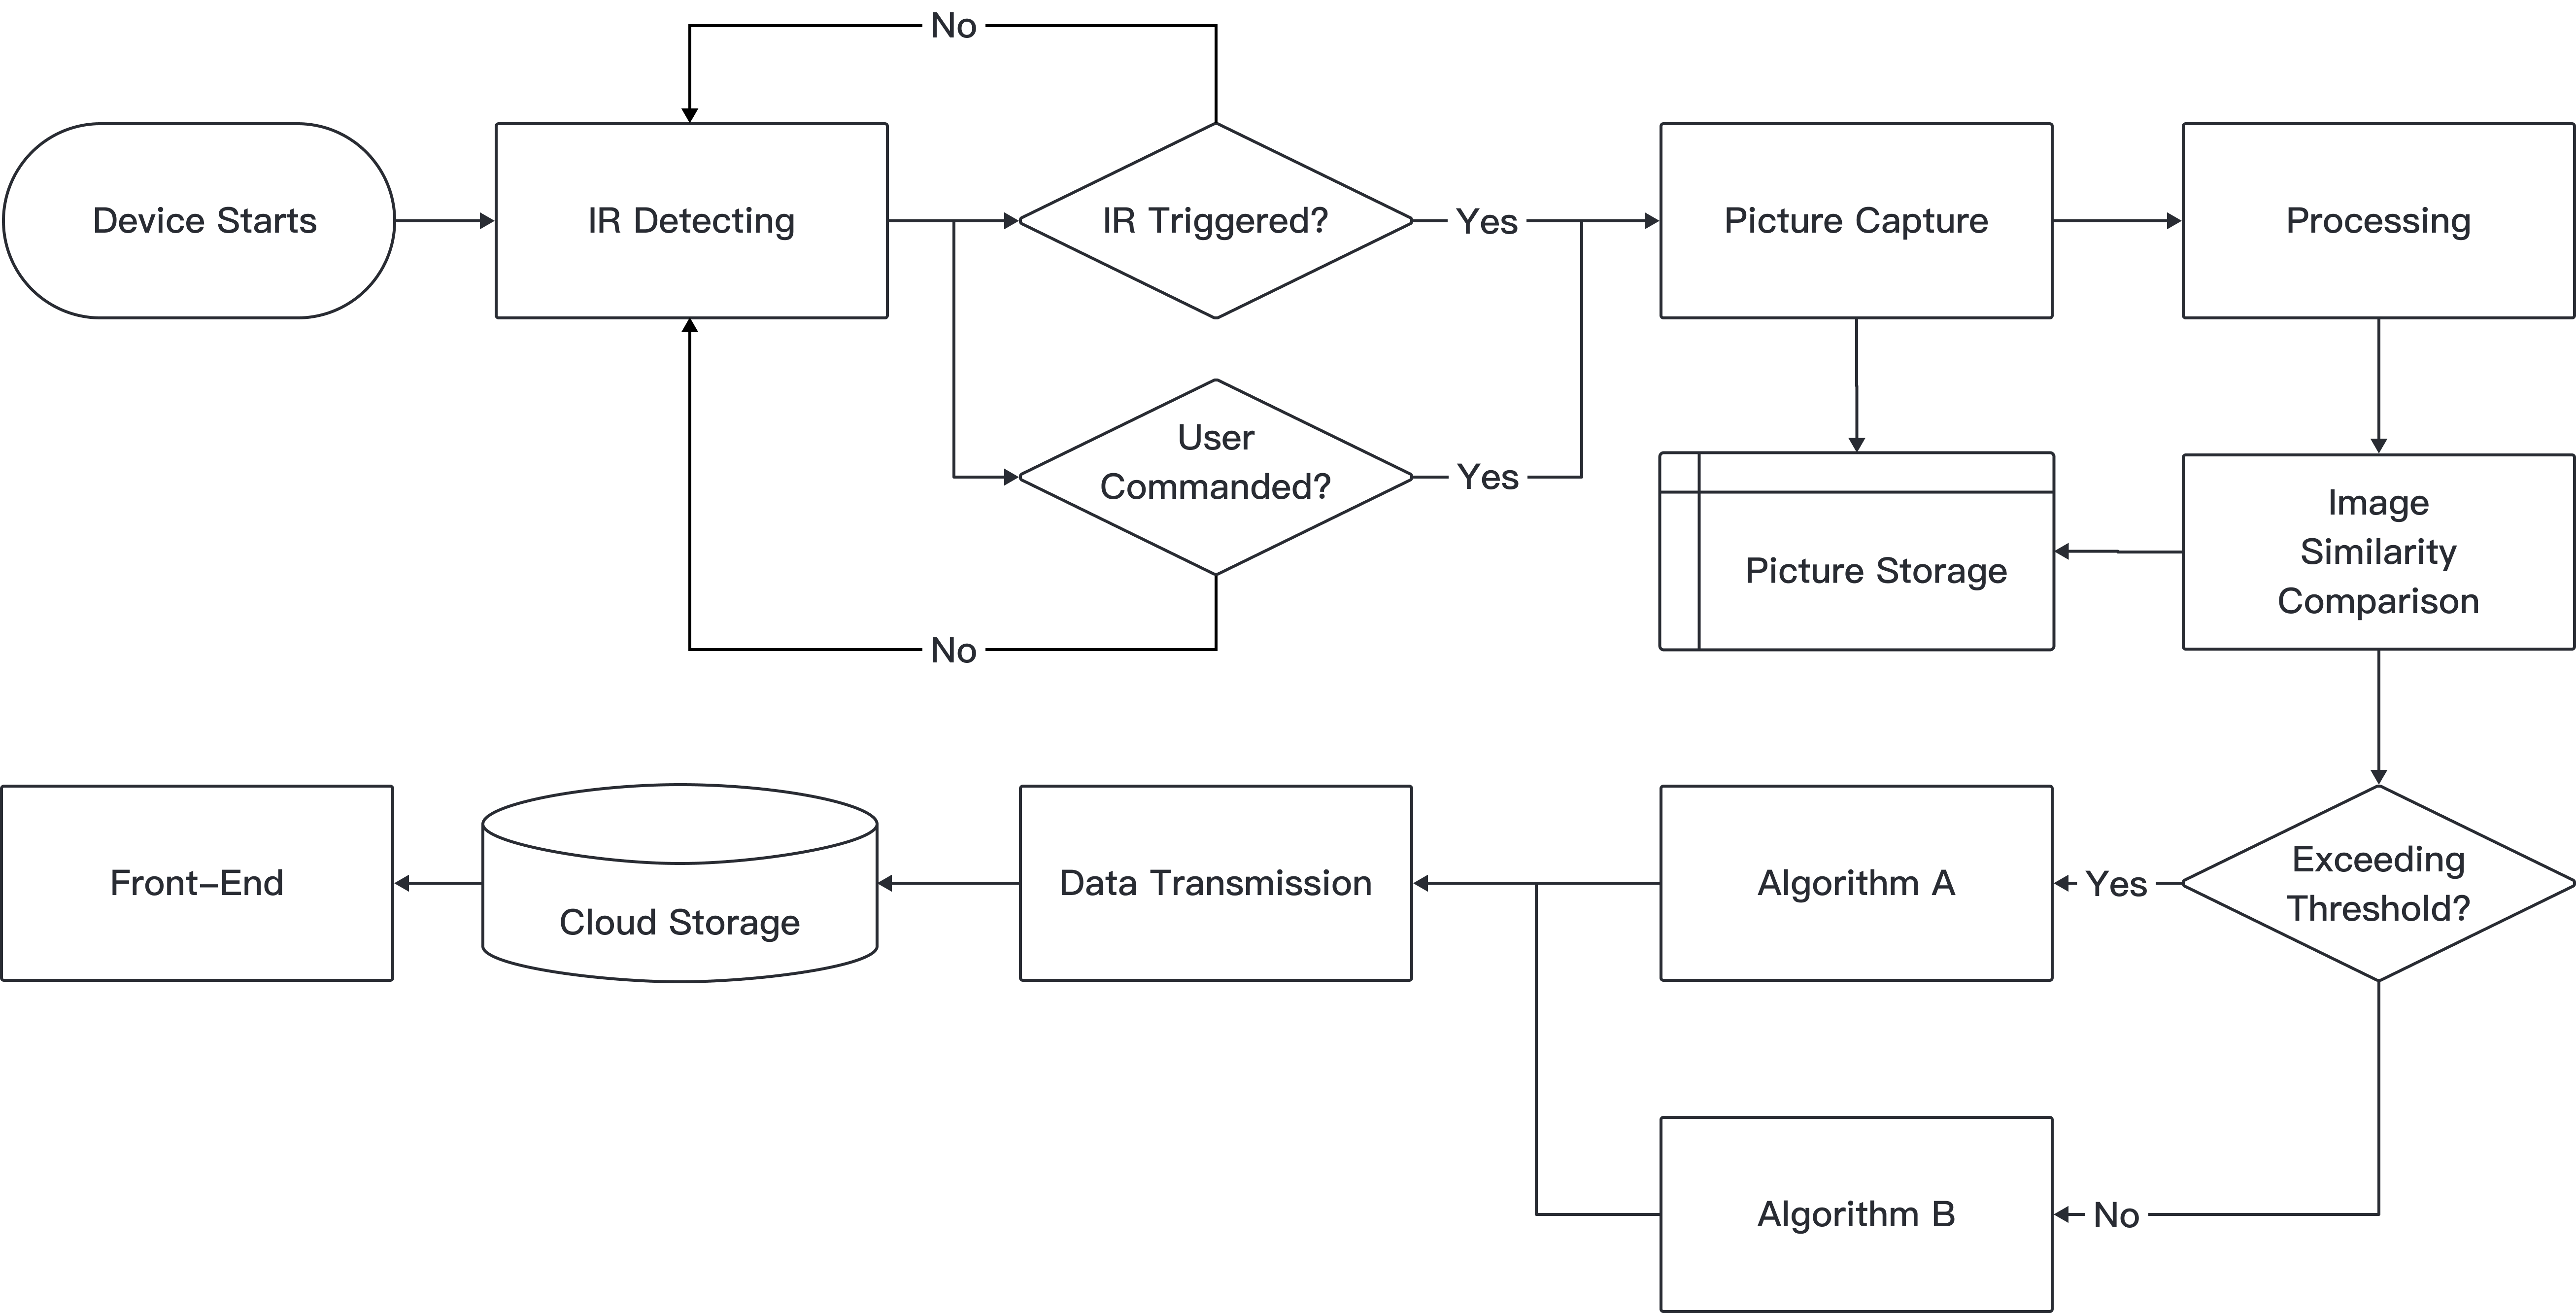 No
Device Starts
IR Detecting
IR Triggered?
Yes
Picture Capture
Processing
User
Commanded?
Yes
No
Picture Storage
Image
Similarity
Comparison
Front–End
Cloud Storage
Data Transmission
Algorithm A
Yes
Exceeding
Threshold?
Algorithm B
No